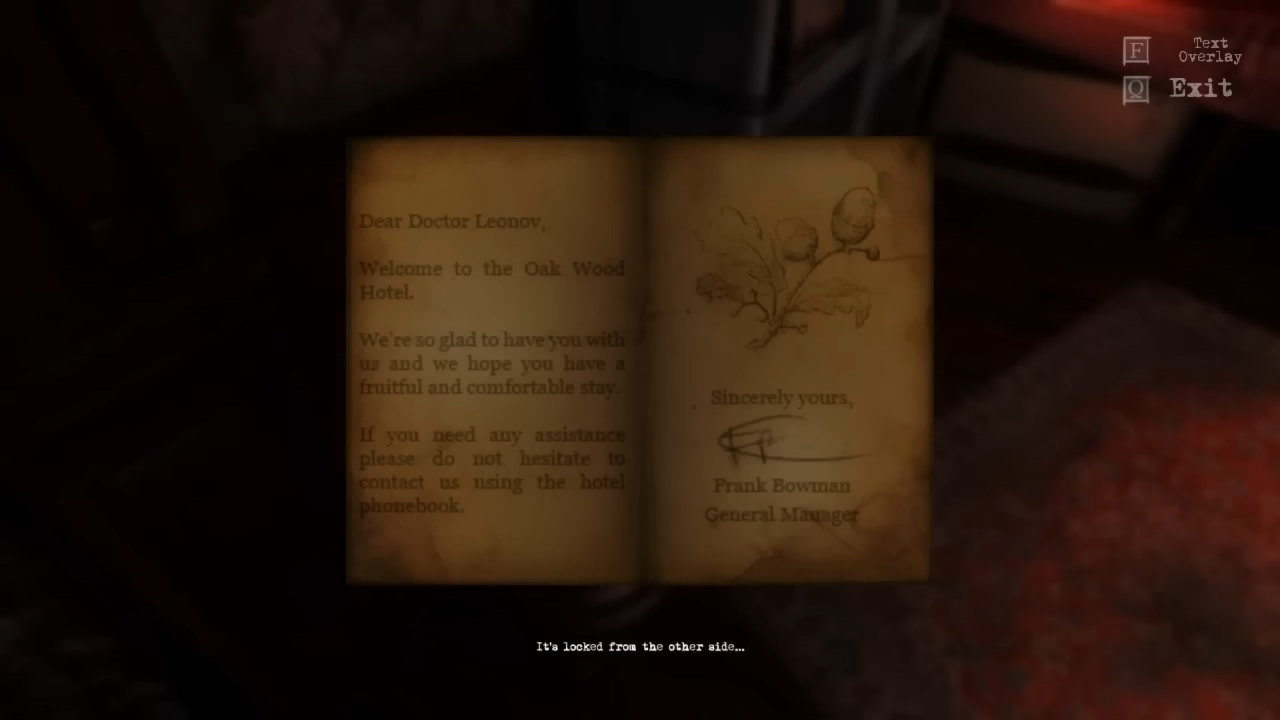 F Text
Overlay
Q Exit
Dear Doctor Leonov,
Welcome to the Oak Wood
Hotel.
We're so glad to have you with
us and we hope you have a
fruitful and comfortable stay.
If you need any assistance
please do not hesitate to
contact us using the hotel
phonebook.
Sincerely yours,
Frank Bowman
General Manager
It's locked from the other side...